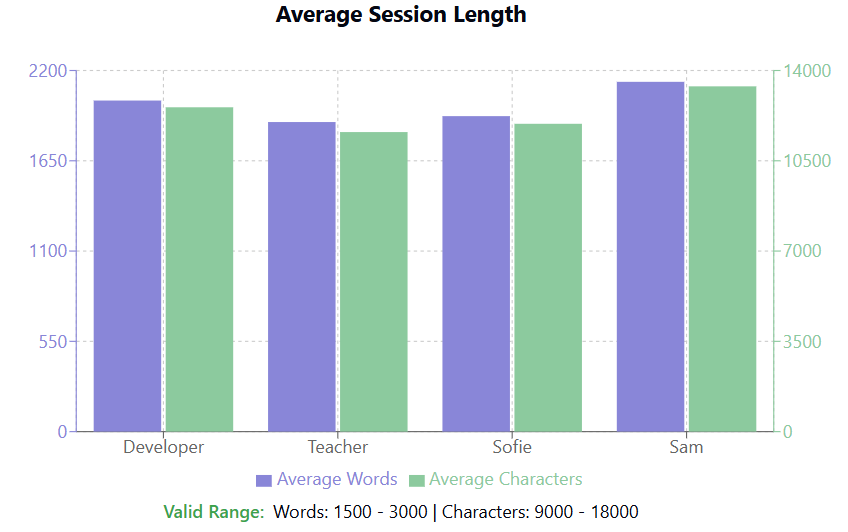 Average Session Length
2200
1650
1100
550
0
14000
10500
7000
3500
0
Developer Teacher Sofie Sam
Average Words Average Characters
Valid Range: Words: 1500 - 3000 | Characters: 9000 - 18000